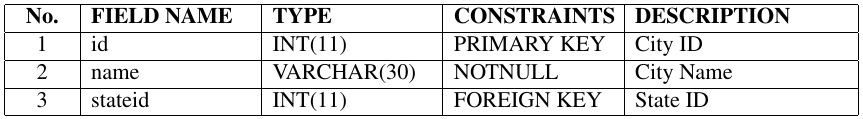 No. FIELD NAME TYPE CONSTRAINTS DESCRIPTION
1 id INT(11) PRIMARY KEY City ID
2 name VARCHAR(30) NOTNULL City Name
3 stateid INT(11) FOREIGN KEY State ID